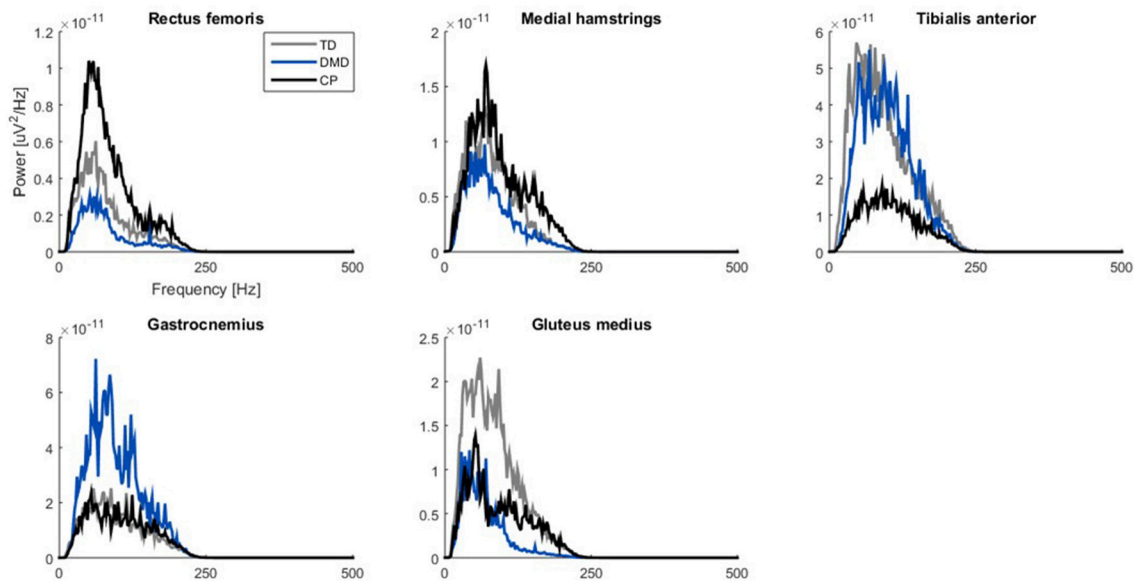 Rectus femoris
×10⁻¹¹
1.2
1
0.8
0.6
0.4
0.2
0
Power [uV²/Hz]
TD
DMD
CP
0 250 500
Frequency [Hz]
Medial hamstrings
×10⁻¹¹
2
1.5
1
0.5
0
0 250 500
Tibialis anterior
×10⁻¹¹
6
5
4
3
2
1
0
0 250 500
Gastrocnemius
×10⁻¹¹
8
6
4
2
0
0 250 500
Gluteus medius
×10⁻¹¹
2.5
2
1.5
1
0.5
0
0 250 500